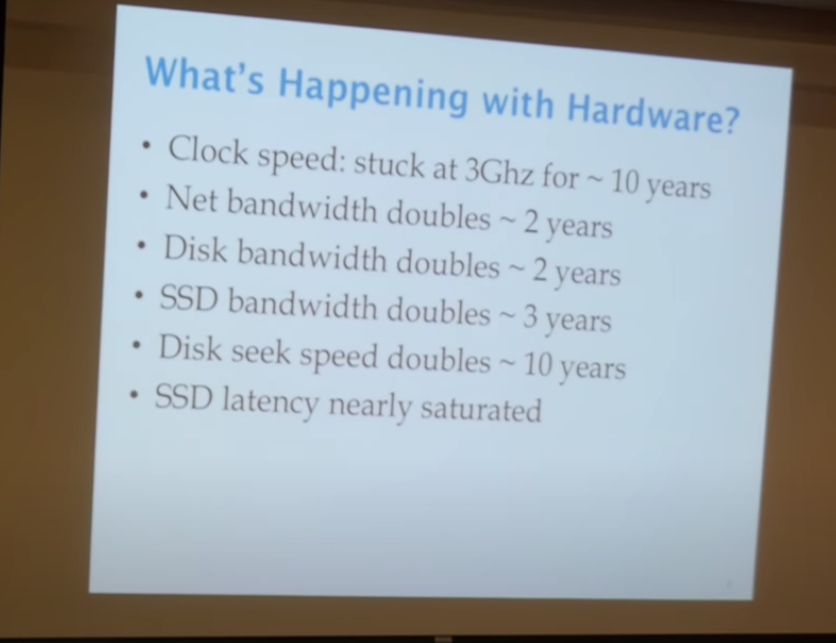 What's Happening with Hardware?
• Clock speed: stuck at 3Ghz for ~ 10 years
• Net bandwidth doubles ~ 2 years
• Disk bandwidth doubles ~ 2 years
• SSD bandwidth doubles ~ 3 years
• Disk seek speed doubles ~ 10 years
• SSD latency nearly saturated